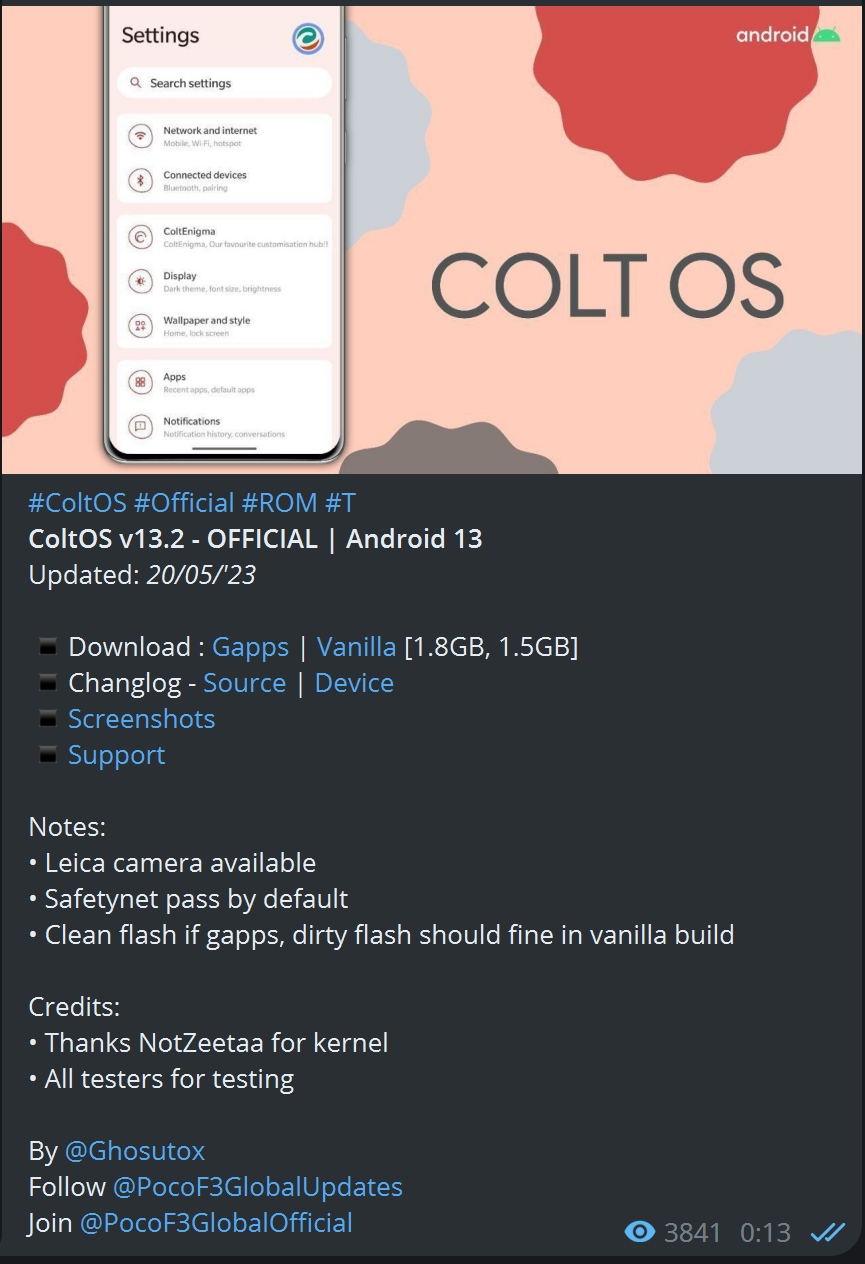 Settings
android
Search settings
Network and internet
Mobile, Wi-Fi, hotspot
Connected devices
Bluetooth, pairing
ColtEnigma
ColtEnigma, Our favourite customisation hub!!
Display
Dark theme, font size, brightness
Wallpaper and style
Home, lock screen
Apps
Recent apps, default apps
Notifications
Notification history, conversations
COLT OS
#ColtOS #Official #ROM #T
ColtOS v13.2 - OFFICIAL | Android 13
Updated: 20/05/'23
Download : Gapps | Vanilla [1.8GB, 1.5GB]
Changlog - Source | Device
Screenshots
Support
Notes:
• Leica camera available
• Safetynet pass by default
• Clean flash if gapps, dirty flash should fine in vanilla build
Credits:
• Thanks NotZeetaa for kernel
• All testers for testing
By @Ghosutox
Follow @PocoF3GlobalUpdates
Join @PocoF3GlobalOfficial
3841 0:13